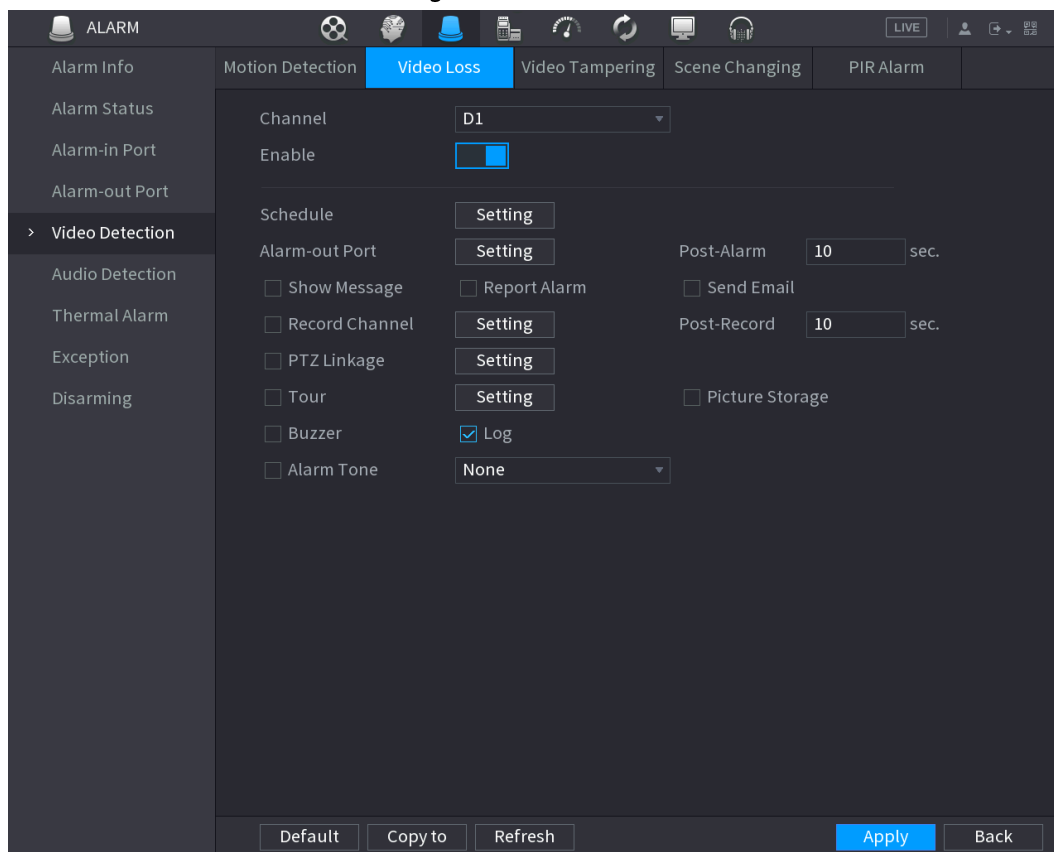 ALARM
LIVE
Alarm Info
Alarm Status
Alarm-in Port
Alarm-out Port
> Video Detection
Audio Detection
Thermal Alarm
Exception
Disarming
Motion Detection Video Loss Video Tampering Scene Changing PIR Alarm
Channel D1
Enable
Schedule Setting
Alarm-out Port Setting Post-Alarm 10 sec.
Show Message Report Alarm Send Email
Record Channel Setting Post-Record 10 sec.
PTZ Linkage Setting
Tour Setting Picture Storage
Buzzer Log
Alarm Tone None
Default Copy to Refresh Apply Back